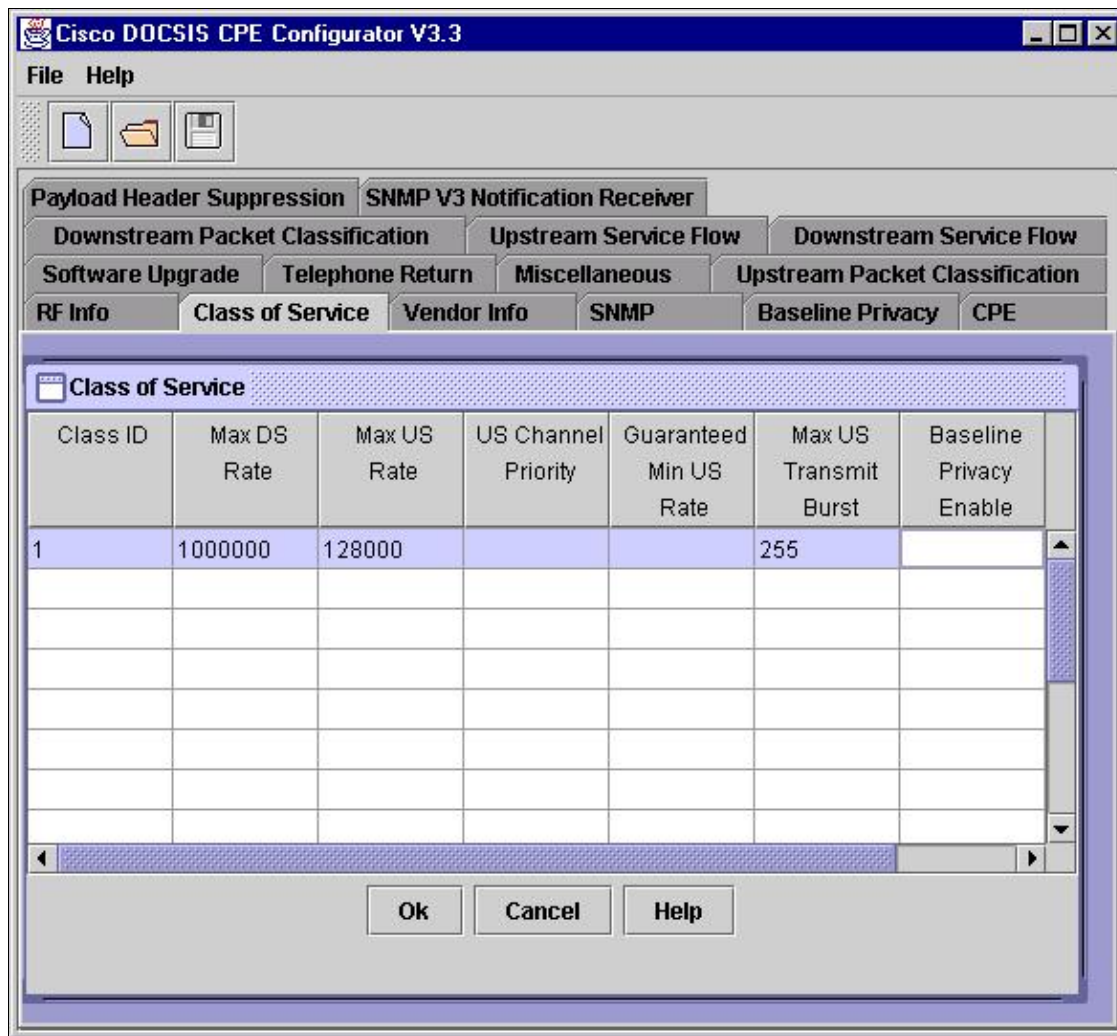 Cisco DOCSIS CPE Configurator V3.3
File Help
Payload Header Suppression SNMP V3 Notification Receiver
Downstream Packet Classification Upstream Service Flow Downstream Service Flow
Software Upgrade Telephone Return Miscellaneous Upstream Packet Classification
RF Info Class of Service Vendor Info SNMP Baseline Privacy CPE
Class of Service
Class ID Max DS Rate Max US Rate US Channel Priority Guaranteed Min US Rate Max US Transmit Burst Baseline Privacy Enable
1 1000000 128000 255
Ok Cancel Help